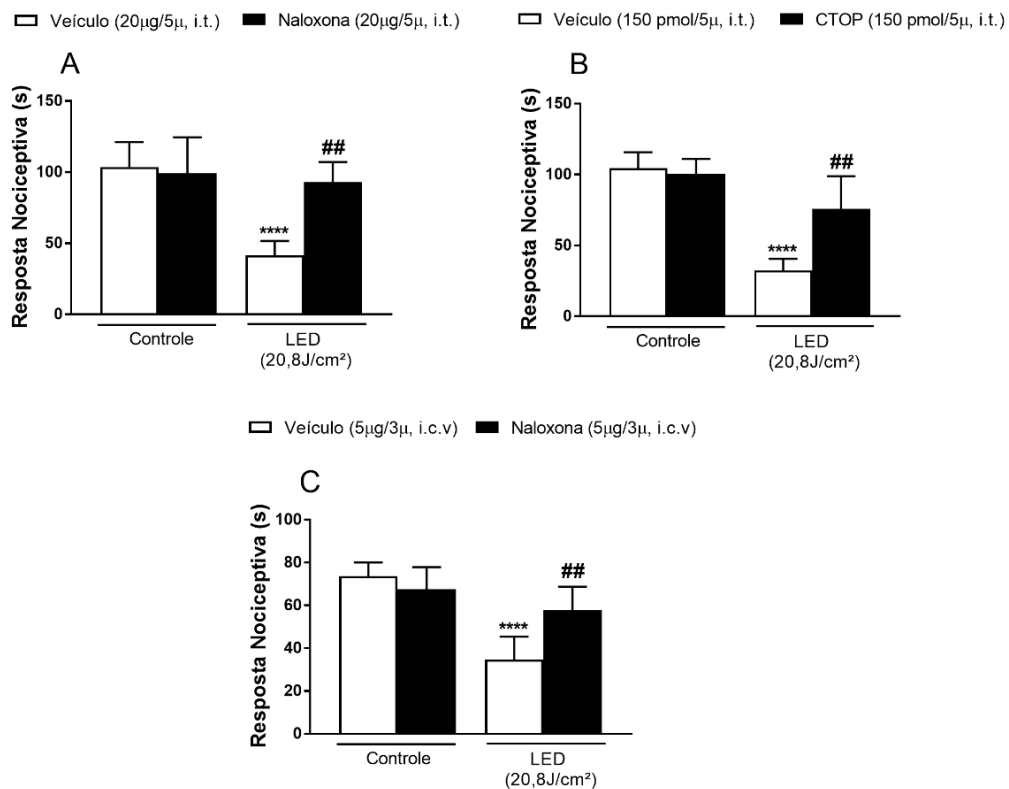 Veículo (20μg/5μ, i.t.) Naloxona (20μg/5μ, i.t.)
Veículo (150 pmol/5μ, i.t.) CTOP (150 pmol/5μ, i.t.)
A
Resposta Nociceptiva (s)
150
100
50
0
****
##
Controle
LED
(20,8J/cm²)
B
Resposta Nociceptiva (s)
150
100
50
0
****
##
Controle
LED
(20,8J/cm²)
Veículo (5μg/3μ, i.c.v) Naloxona (5μg/3μ, i.c.v)
C
Resposta Nociceptiva (s)
100
80
60
40
20
0
****
##
Controle
LED
(20,8J/cm²)